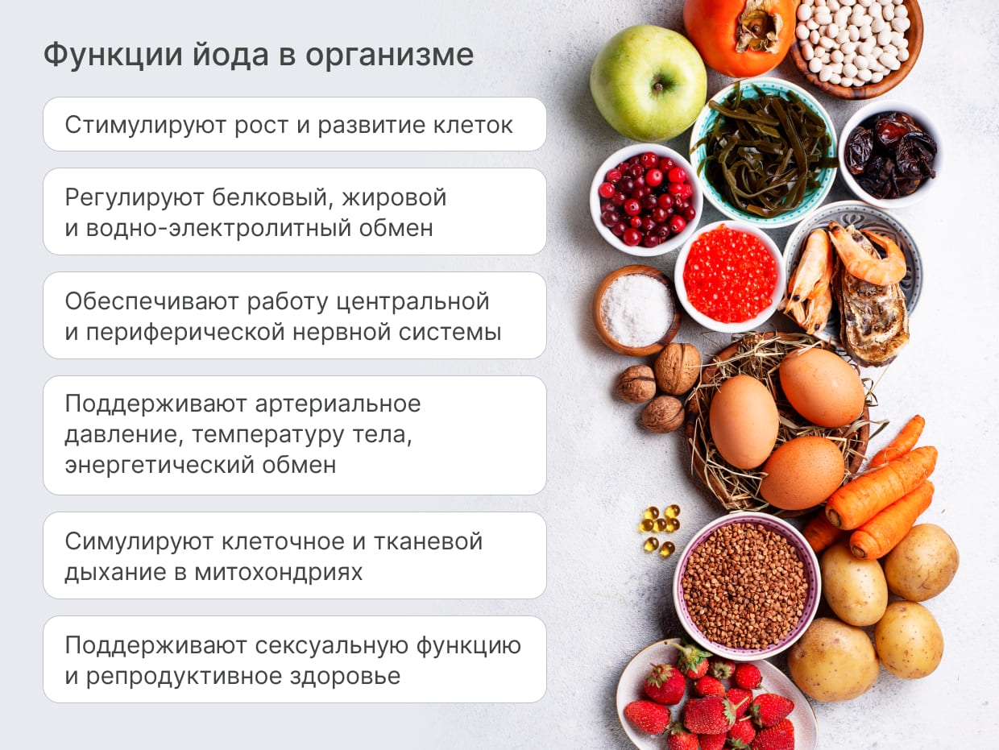 Функции йода в организме
Стимулируют рост и развитие клеток
Регулируют белковый, жировой
и водно-электролитный обмен
Обеспечивают работу центральной
и периферической нервной системы
Поддерживают артериальное
давление, температуру тела,
энергетический обмен
Симулируют клеточное и тканевой
дыхание в митохондриях
Поддерживают сексуальную функцию
и репродуктивное здоровье